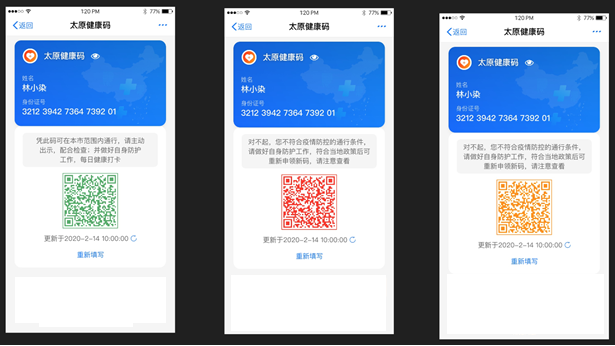 1:20 PM
77%
返回
太原健康码
太原健康码
姓名
林小染
身份证号
3212 3942 7364 7392 01
凭此码可在本市范围内通行，请主动
出示，配合检查；并做好自身防护
工作，每日健康打卡
更新于2020-2-14 10:00:00
重新填写
1:20 PM
77%
返回
太原健康码
太原健康码
姓名
林小染
身份证号
3212 3942 7364 7392 01
对不起，您不符合疫情防控的通行条件，
请做好自身防护工作，符合当地政策后可
重新申领新码，请注意查看
更新于2020-2-14 10:00:00
重新填写
1:20 PM
77%
返回
太原健康码
太原健康码
姓名
林小染
身份证号
3212 3942 7364 7392 01
对不起，您不符合疫情防控的通行条件，
请做好自身防护工作，符合当地政策后可
重新申领新码，请注意查看
更新于2020-2-14 10:00:00
重新填写